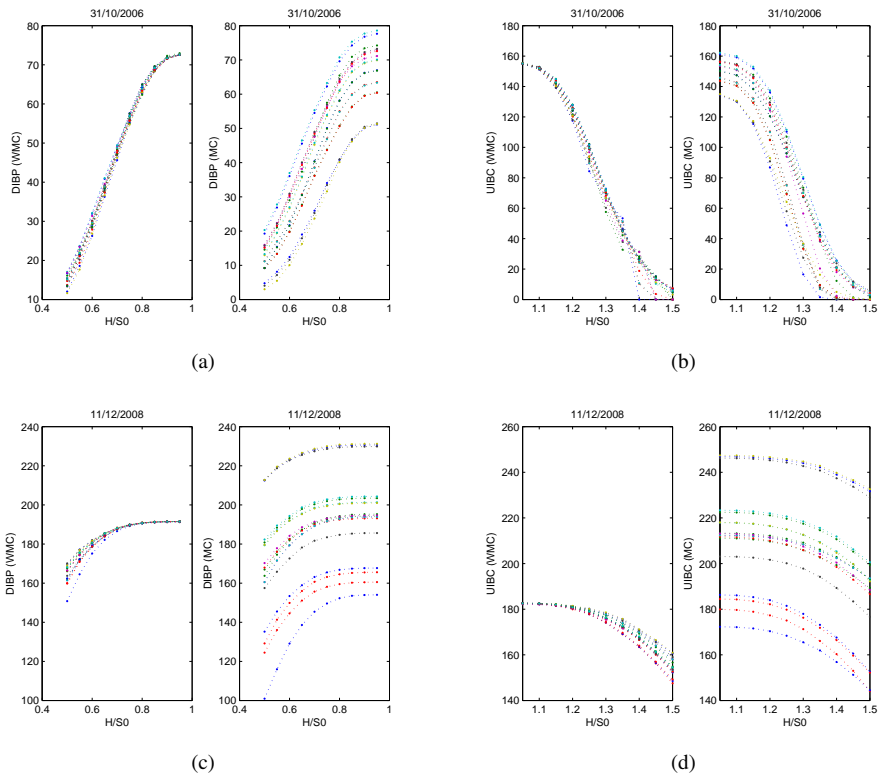 31/10/2006
31/10/2006
31/10/2006
31/10/2006
80
70
60
50
40
30
20
10
DIBP (WMC)
0.4 0.6 0.8 1
H/S0
80
70
60
50
40
30
20
10
0
DIBP (MC)
0.4 0.6 0.8 1
H/S0
(a)
180
160
140
120
100
80
60
40
20
0
UIBC (WMC)
1.1 1.2 1.3 1.4 1.5
H/S0
180
160
140
120
100
80
60
40
20
0
UIBC (MC)
1.1 1.2 1.3 1.4 1.5
H/S0
(b)
11/12/2008
11/12/2008
11/12/2008
11/12/2008
240
220
200
180
160
140
120
100
DIBP (WMC)
0.4 0.6 0.8 1
H/S0
240
220
200
180
160
140
120
100
DIBP (MC)
0.4 0.6 0.8 1
H/S0
(c)
260
240
220
200
180
160
140
UIBC (WMC)
1.1 1.2 1.3 1.4 1.5
H/S0
260
240
220
200
180
160
140
UIBC (MC)
1.1 1.2 1.3 1.4 1.5
H/S0
(d)